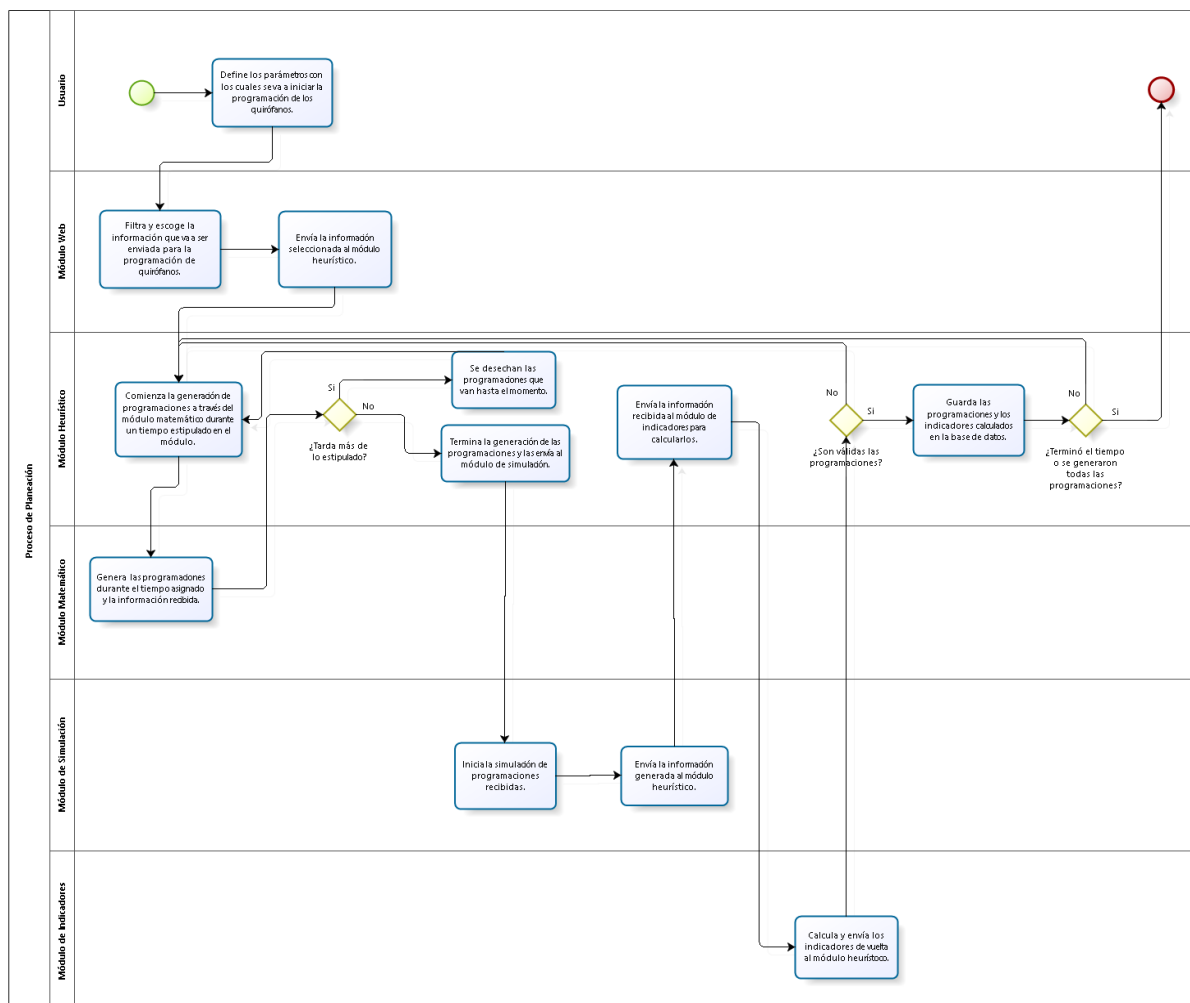 Proceso de Planeación
Usuario
Define los parámetros con
los cuales se va a iniciar la
programación de los
quirófanos.
Módulo Web
Filtra y escoge la
información que va a ser
enviada para la
programación de
quirófanos.
Envía la información
seleccionada al módulo
heurístico.
Módulo Heurístico
Comienza la generación de
programaciones a través del
módulo matemático durante
un tiempo estipulado en el
módulo.
Si
No
¿Tarda más de
lo estipulado?
Se desechan las
programaciones que
van hasta el momento.
Termina la generación de las
programaciones y las envía al
módulo de simulación.
Envía la información
recibida al módulo de
indicadores para
calcularlos.
No
Si
¿Son válidas las
programaciones?
Guarda las
programaciones y los
indicadores calculados
en la base de datos.
No
Si
¿Terminó el tiempo
o se generaron
todas las
programaciones?
Módulo Matemático
Genera las programaciones
durante el tiempo asignado
y la información recibida.
Módulo de Simulación
Inicia la simulación de
programaciones
recibidas.
Envía la información
generada al módulo
heurístico.
Módulo de Indicadores
Calcula y envía los
indicadores de vuelta
al módulo heurístoco.